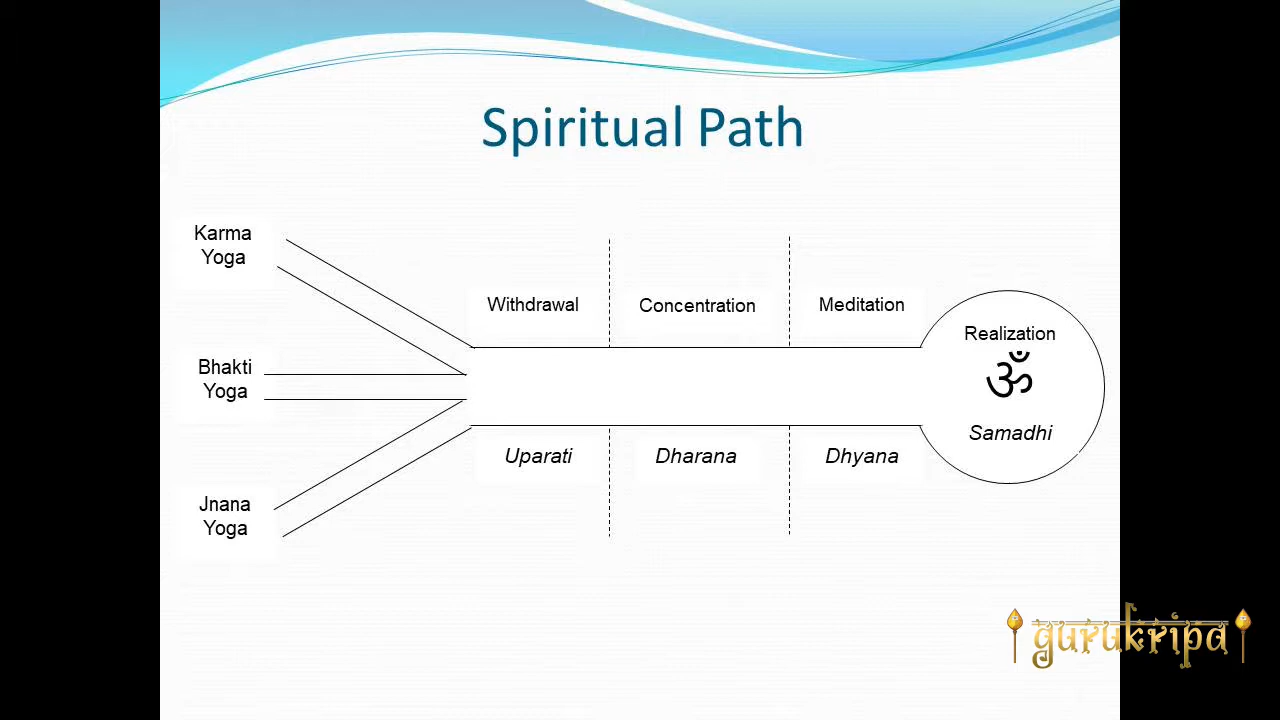 Spiritual Path
Karma
Yoga
Withdrawal
Concentration
Meditation
Realization
ॐ
Bhakti
Yoga
Samadhi
Uparati
Dharana
Dhyana
Jnana
Yoga
gurukripa